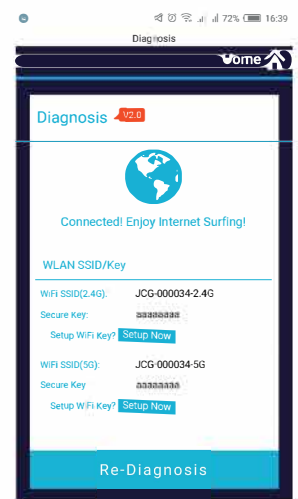 72% 16:39
Diagnosis
Home
Diagnosis V2.0
Connected! Enjoy Internet Surfing!
WLAN SSID/Key
WiFi SSID(2.4G): JCG-000034-2.4G
Secure Key: aaaaaaaa
Setup WiFi Key? Setup Now
WiFi SSID(5G): JCG-000034-5G
Secure Key aaaaaaaa
Setup WiFi Key? Setup Now
Re-Diagnosis